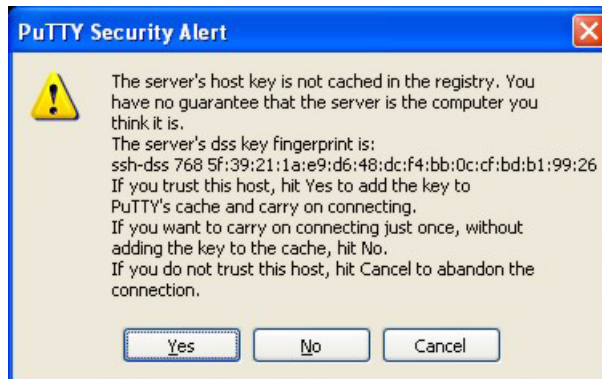 PuTTY Security Alert
The server's host key is not cached in the registry. You
have no guarantee that the server is the computer you
think it is.
The server's dss key fingerprint is:
ssh-dss 768 5f:39:21:1a:e9:d6:48:dc:f4:bb:0c:cf:bd:b1:99:26
If you trust this host, hit Yes to add the key to
PuTTY's cache and carry on connecting.
If you want to carry on connecting just once, without
adding the key to the cache, hit No.
If you do not trust this host, hit Cancel to abandon the
connection.
Yes No Cancel